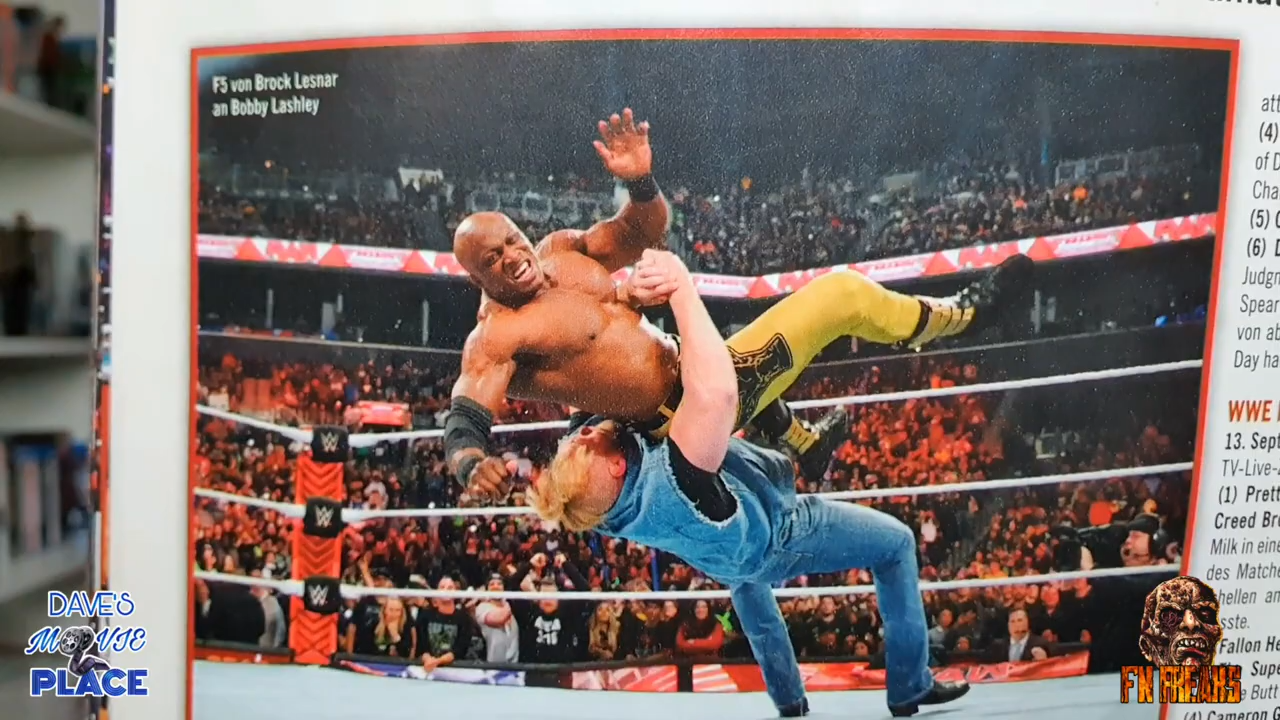 F5 von Brock Lesnar
an Bobby Lashley
W
W
W
att
(4)
of D
Cha
(5)
(6)
Judgm
Spear
von ab
Day ha
WWE
13. Sept
TV-Live-
(1) Prett
Creed Br
Milk in eine
des Matche
hellen an
sste.
Fallon He
Supe
e Butt
(4) Cameron G
3:16
DAVE'S
MOVIE
PLACE
FN FREAKS